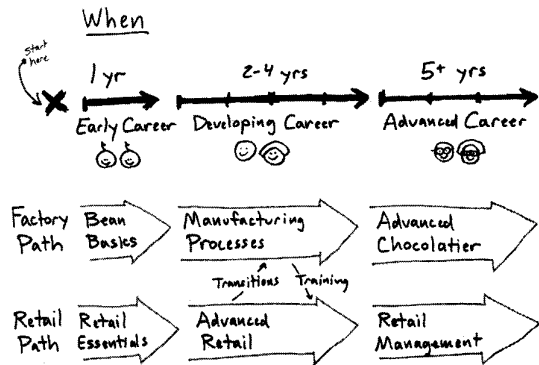 When
Start
here
1 yr
2-4 yrs
5+ yrs
Early Career
Developing Career
Advanced Career
Factory
Path
Bean
Basics
Manufacturing
Processes
Advanced
Chocolatier
Transitions
Training
Retail
Path
Retail
Essentials
Advanced
Retail
Retail
Management